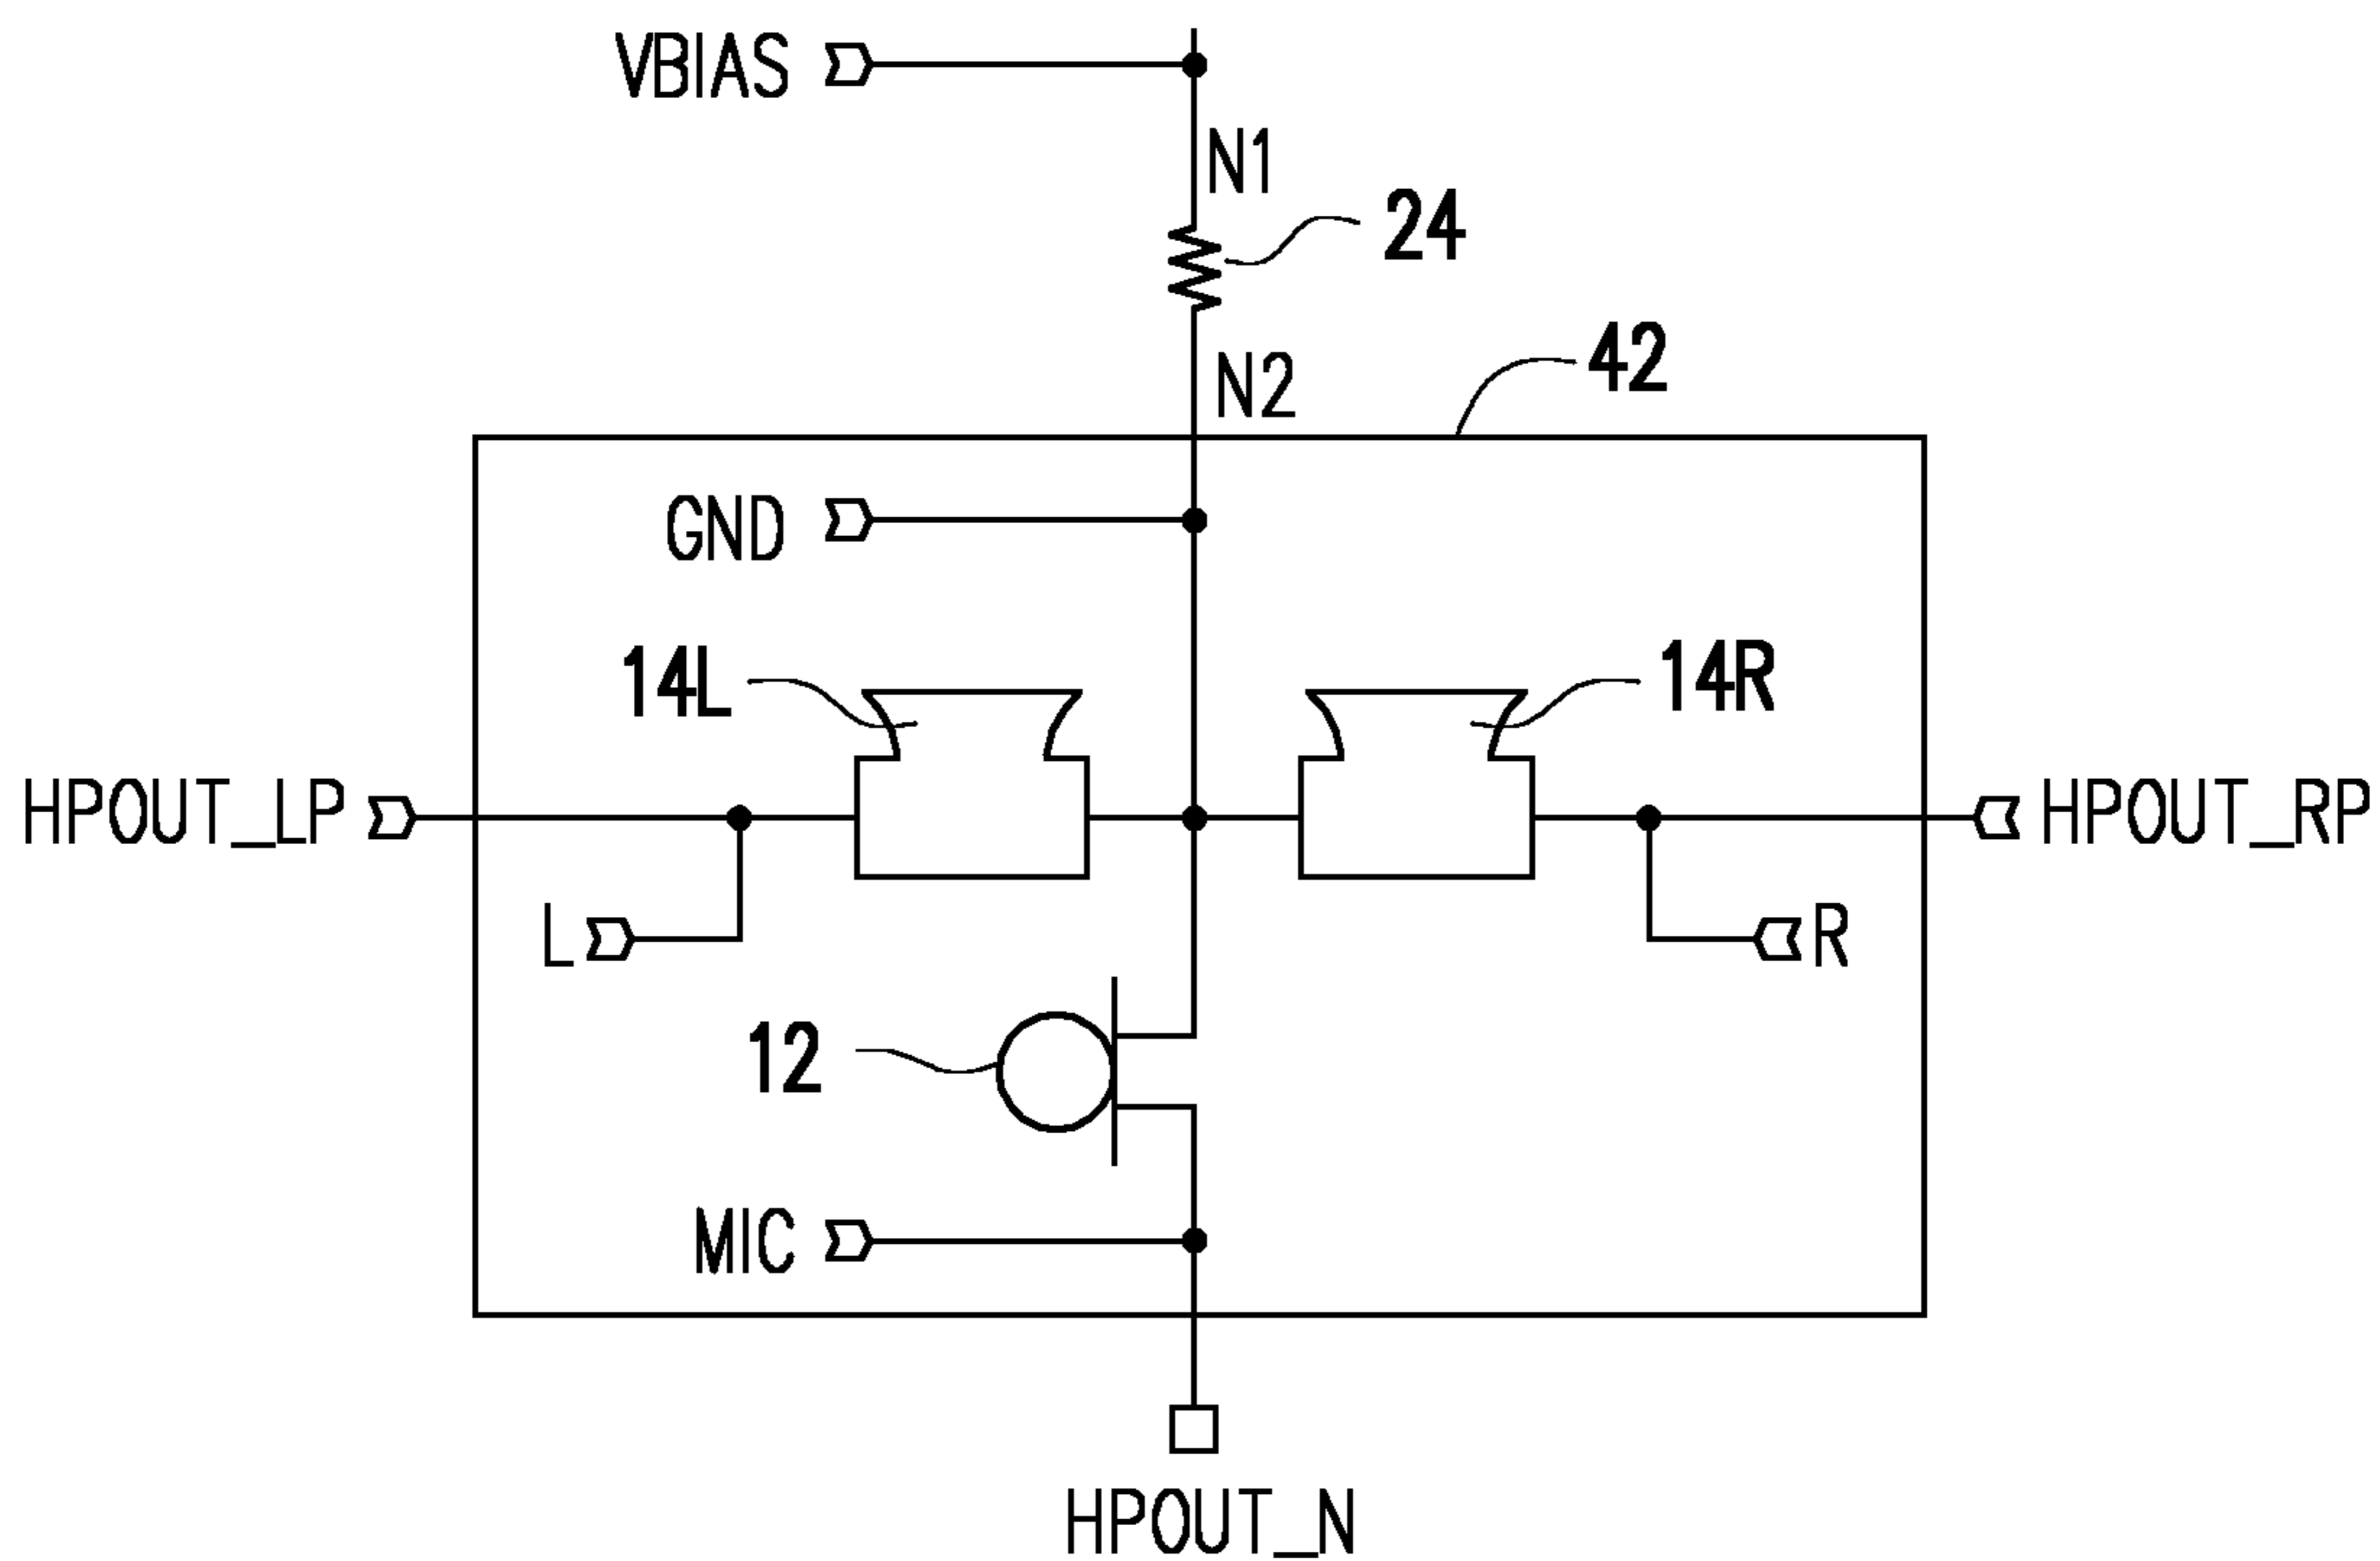 VBIAS
N1
24
N2
42
GND
14L
14R
HPOUT_LP
HPOUT_RP
L
R
12
MIC
HPOUT_N